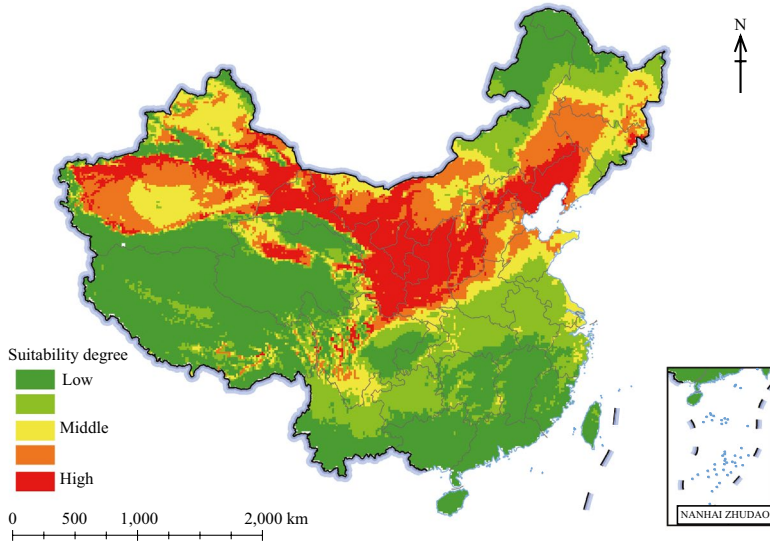 N
Suitability degree
Low
Middle
High
0 500 1,000 2,000 km
NANHAI ZHUDAO